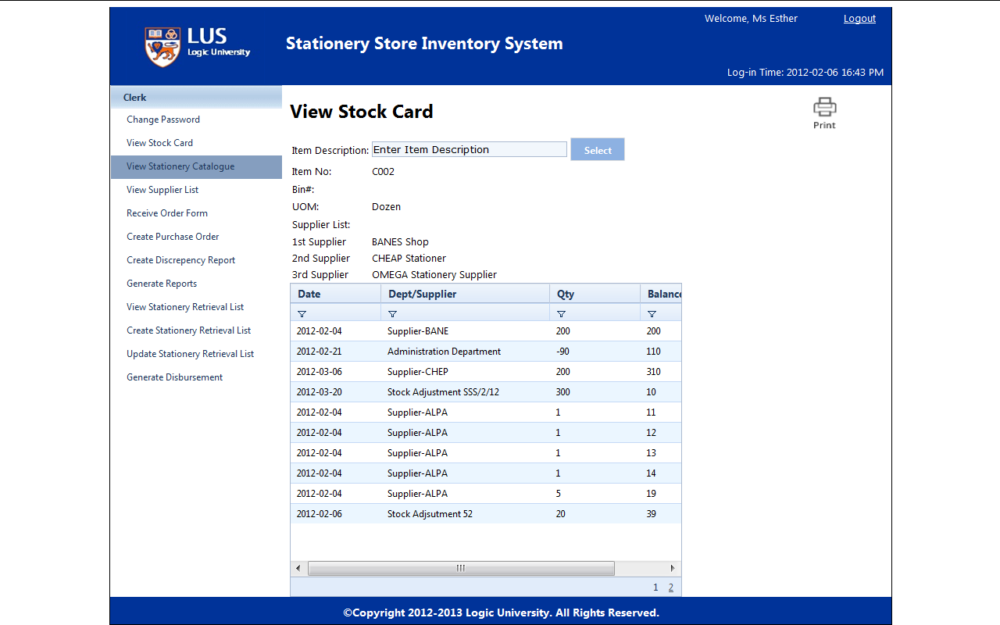 Welcome, Ms Esther Logout
LUS
Logic University
Stationery Store Inventory System
Log-in Time: 2012-02-06 16:43 PM
Clerk
Change Password
View Stock Card
View Stationery Catalogue
View Supplier List
Receive Order Form
Create Purchase Order
Create Discrepency Report
Generate Reports
View Stationery Retrieval List
Create Stationery Retrieval List
Update Stationery Retrieval List
Generate Disbursement
View Stock Card
Print
Item Description: Enter Item Description Select
Item No: C002
Bin#:
UOM: Dozen
Supplier List:
1st Supplier BANES Shop
2nd Supplier CHEAP Stationer
3rd Supplier OMEGA Stationery Supplier
Date Dept/Supplier Qty Balance
2012-02-04 Supplier-BANE 200 200
2012-02-21 Administration Department -90 110
2012-03-06 Supplier-CHEP 200 310
2012-03-20 Stock Adjustment SSS/2/12 300 10
2012-02-04 Supplier-ALPA 1 11
2012-02-04 Supplier-ALPA 1 12
2012-02-04 Supplier-ALPA 1 13
2012-02-04 Supplier-ALPA 1 14
2012-02-04 Supplier-ALPA 5 19
2012-02-06 Stock Adjsutment 52 20 39
1 2
©Copyright 2012-2013 Logic University. All Rights Reserved.